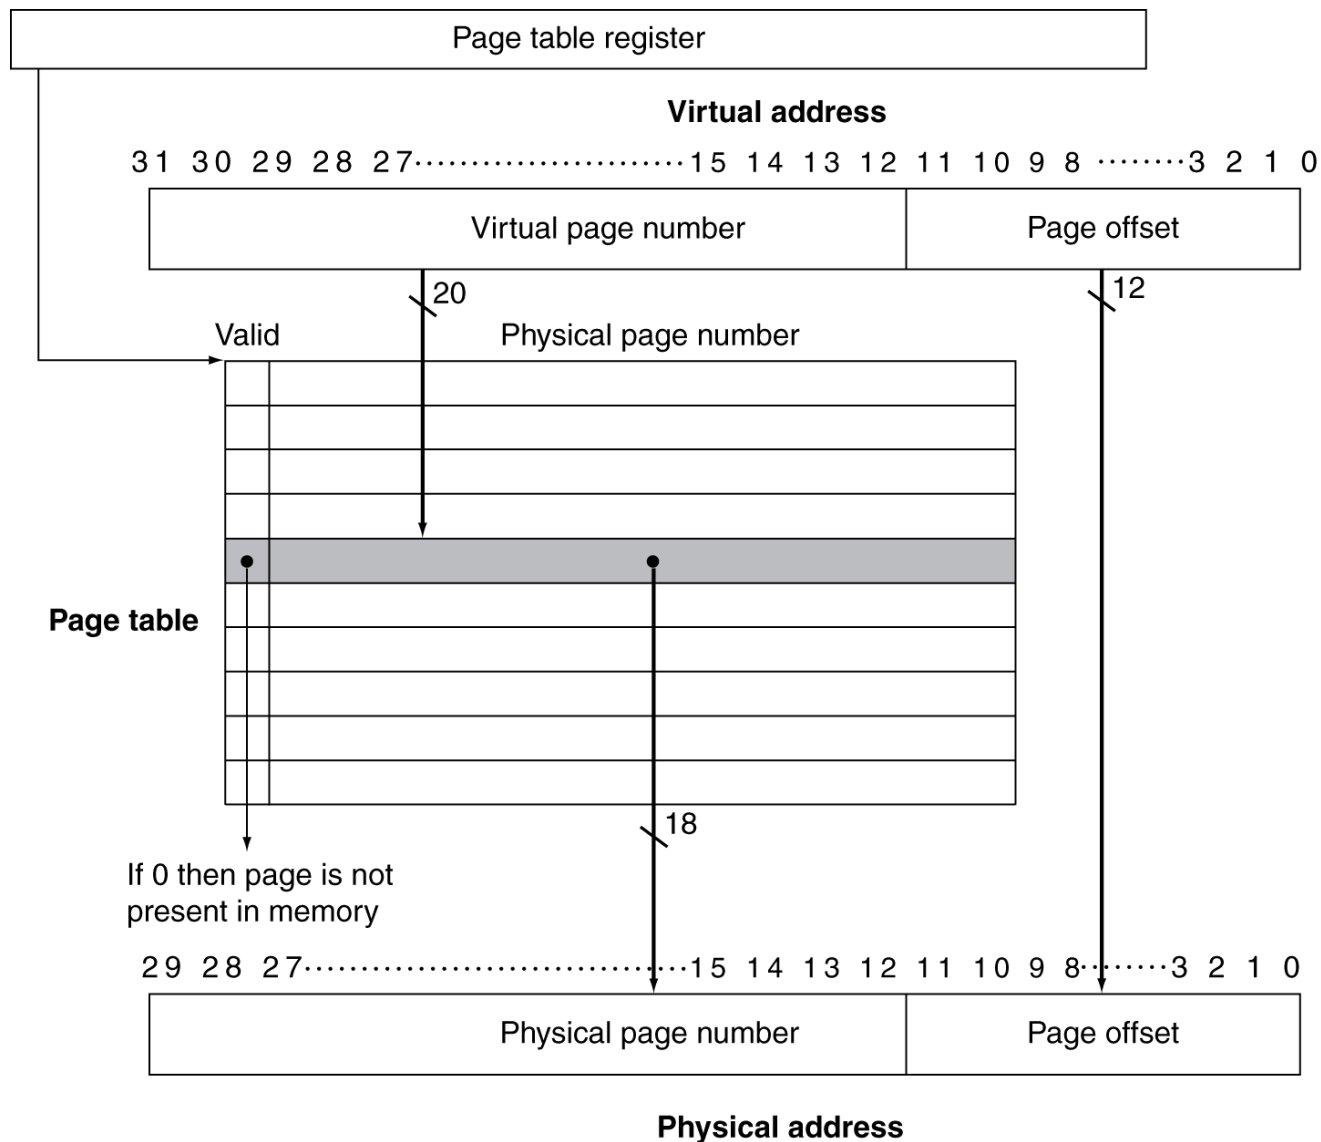 Page table register
Virtual address
31 30 29 28 27························15 14 13 12 11 10 9 8 ········3 2 1 0
Virtual page number Page offset
20 12
Valid Physical page number
Page table
18
If 0 then page is not
present in memory
29 28 27··································15 14 13 12 11 10 9 8········3 2 1 0
Physical page number Page offset
Physical address